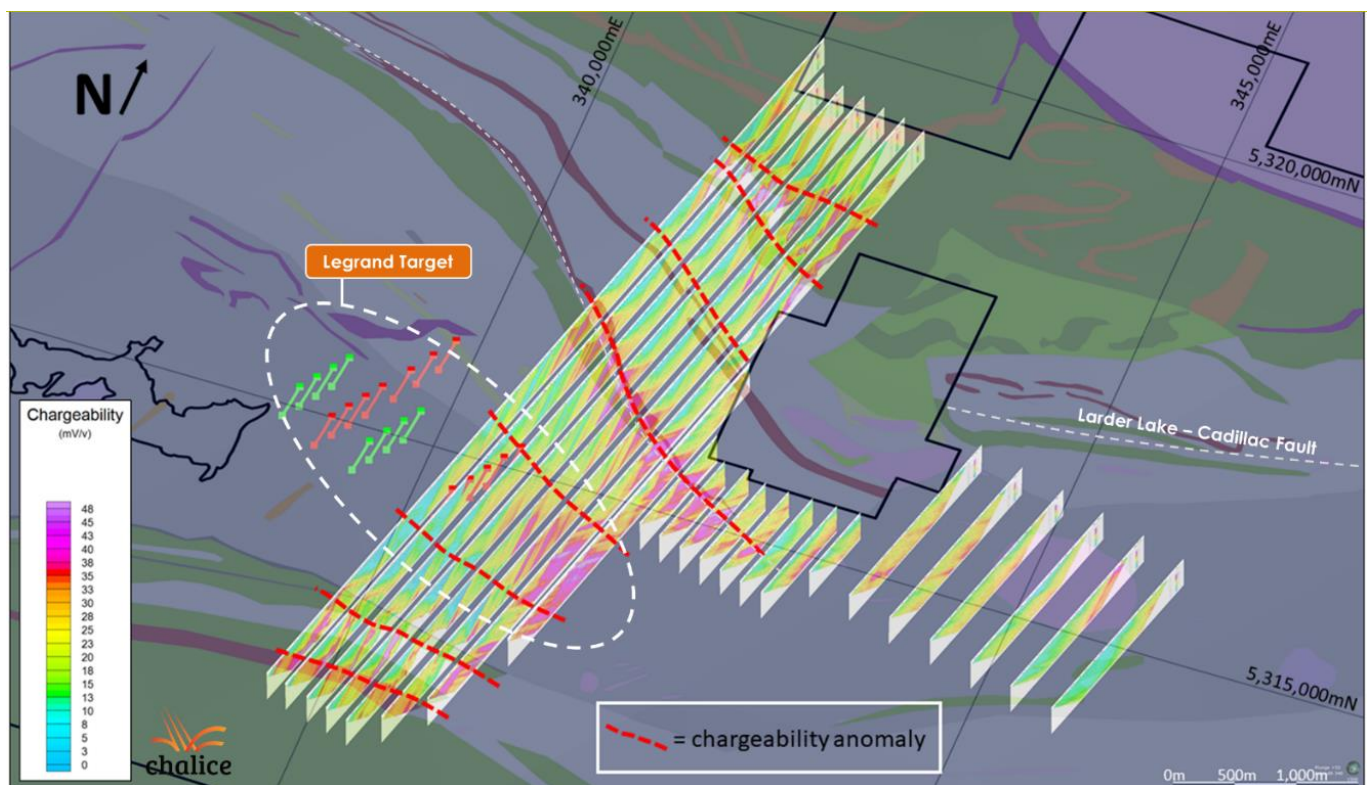 N
340,000mE
345,000mE
5,320,000mN
Legrand Target
Chargeability
(mV/v)
48
45
43
40
38
35
33
30
28
25
23
20
18
15
13
10
8
5
3
0
Larder Lake – Cadillac Fault
5,315,000mN
= chargeability anomaly
chalice
0m 500m 1,000m